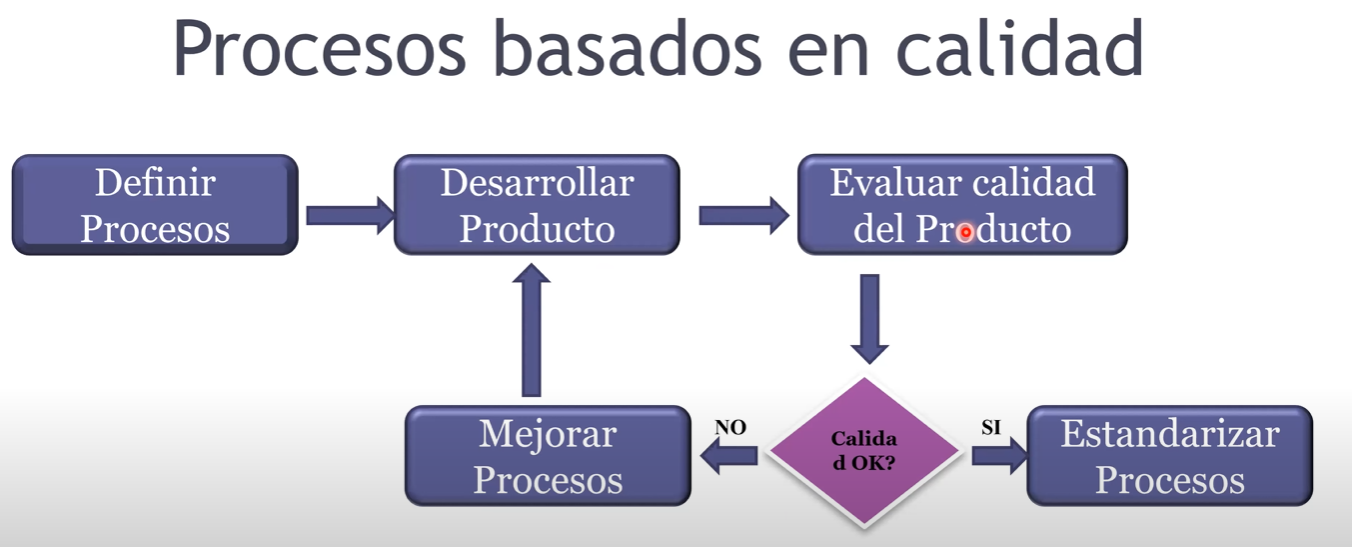 Procesos basados en calidad
Definir
Procesos
Desarrollar
Producto
Evaluar calidad
del Producto
Mejorar
Procesos
NO
Calida
d OK?
SI
Estandarizar
Procesos